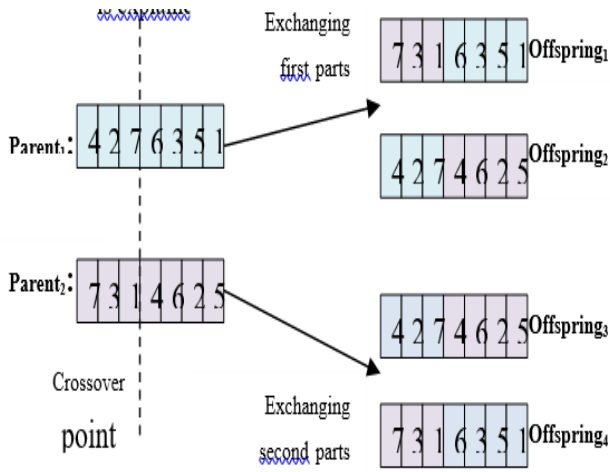 Exchanging
first parts
7 3 1 6 3 5 1 Offspring1
Parent1: 4 2 7 6 3 5 1
4 2 7 4 6 2 5 Offspring2
Parent2: 7 3 1 4 6 2 5
4 2 7 4 6 2 5 Offspring3
Crossover
point
Exchanging
second parts
7 3 1 6 3 5 1 Offspring4